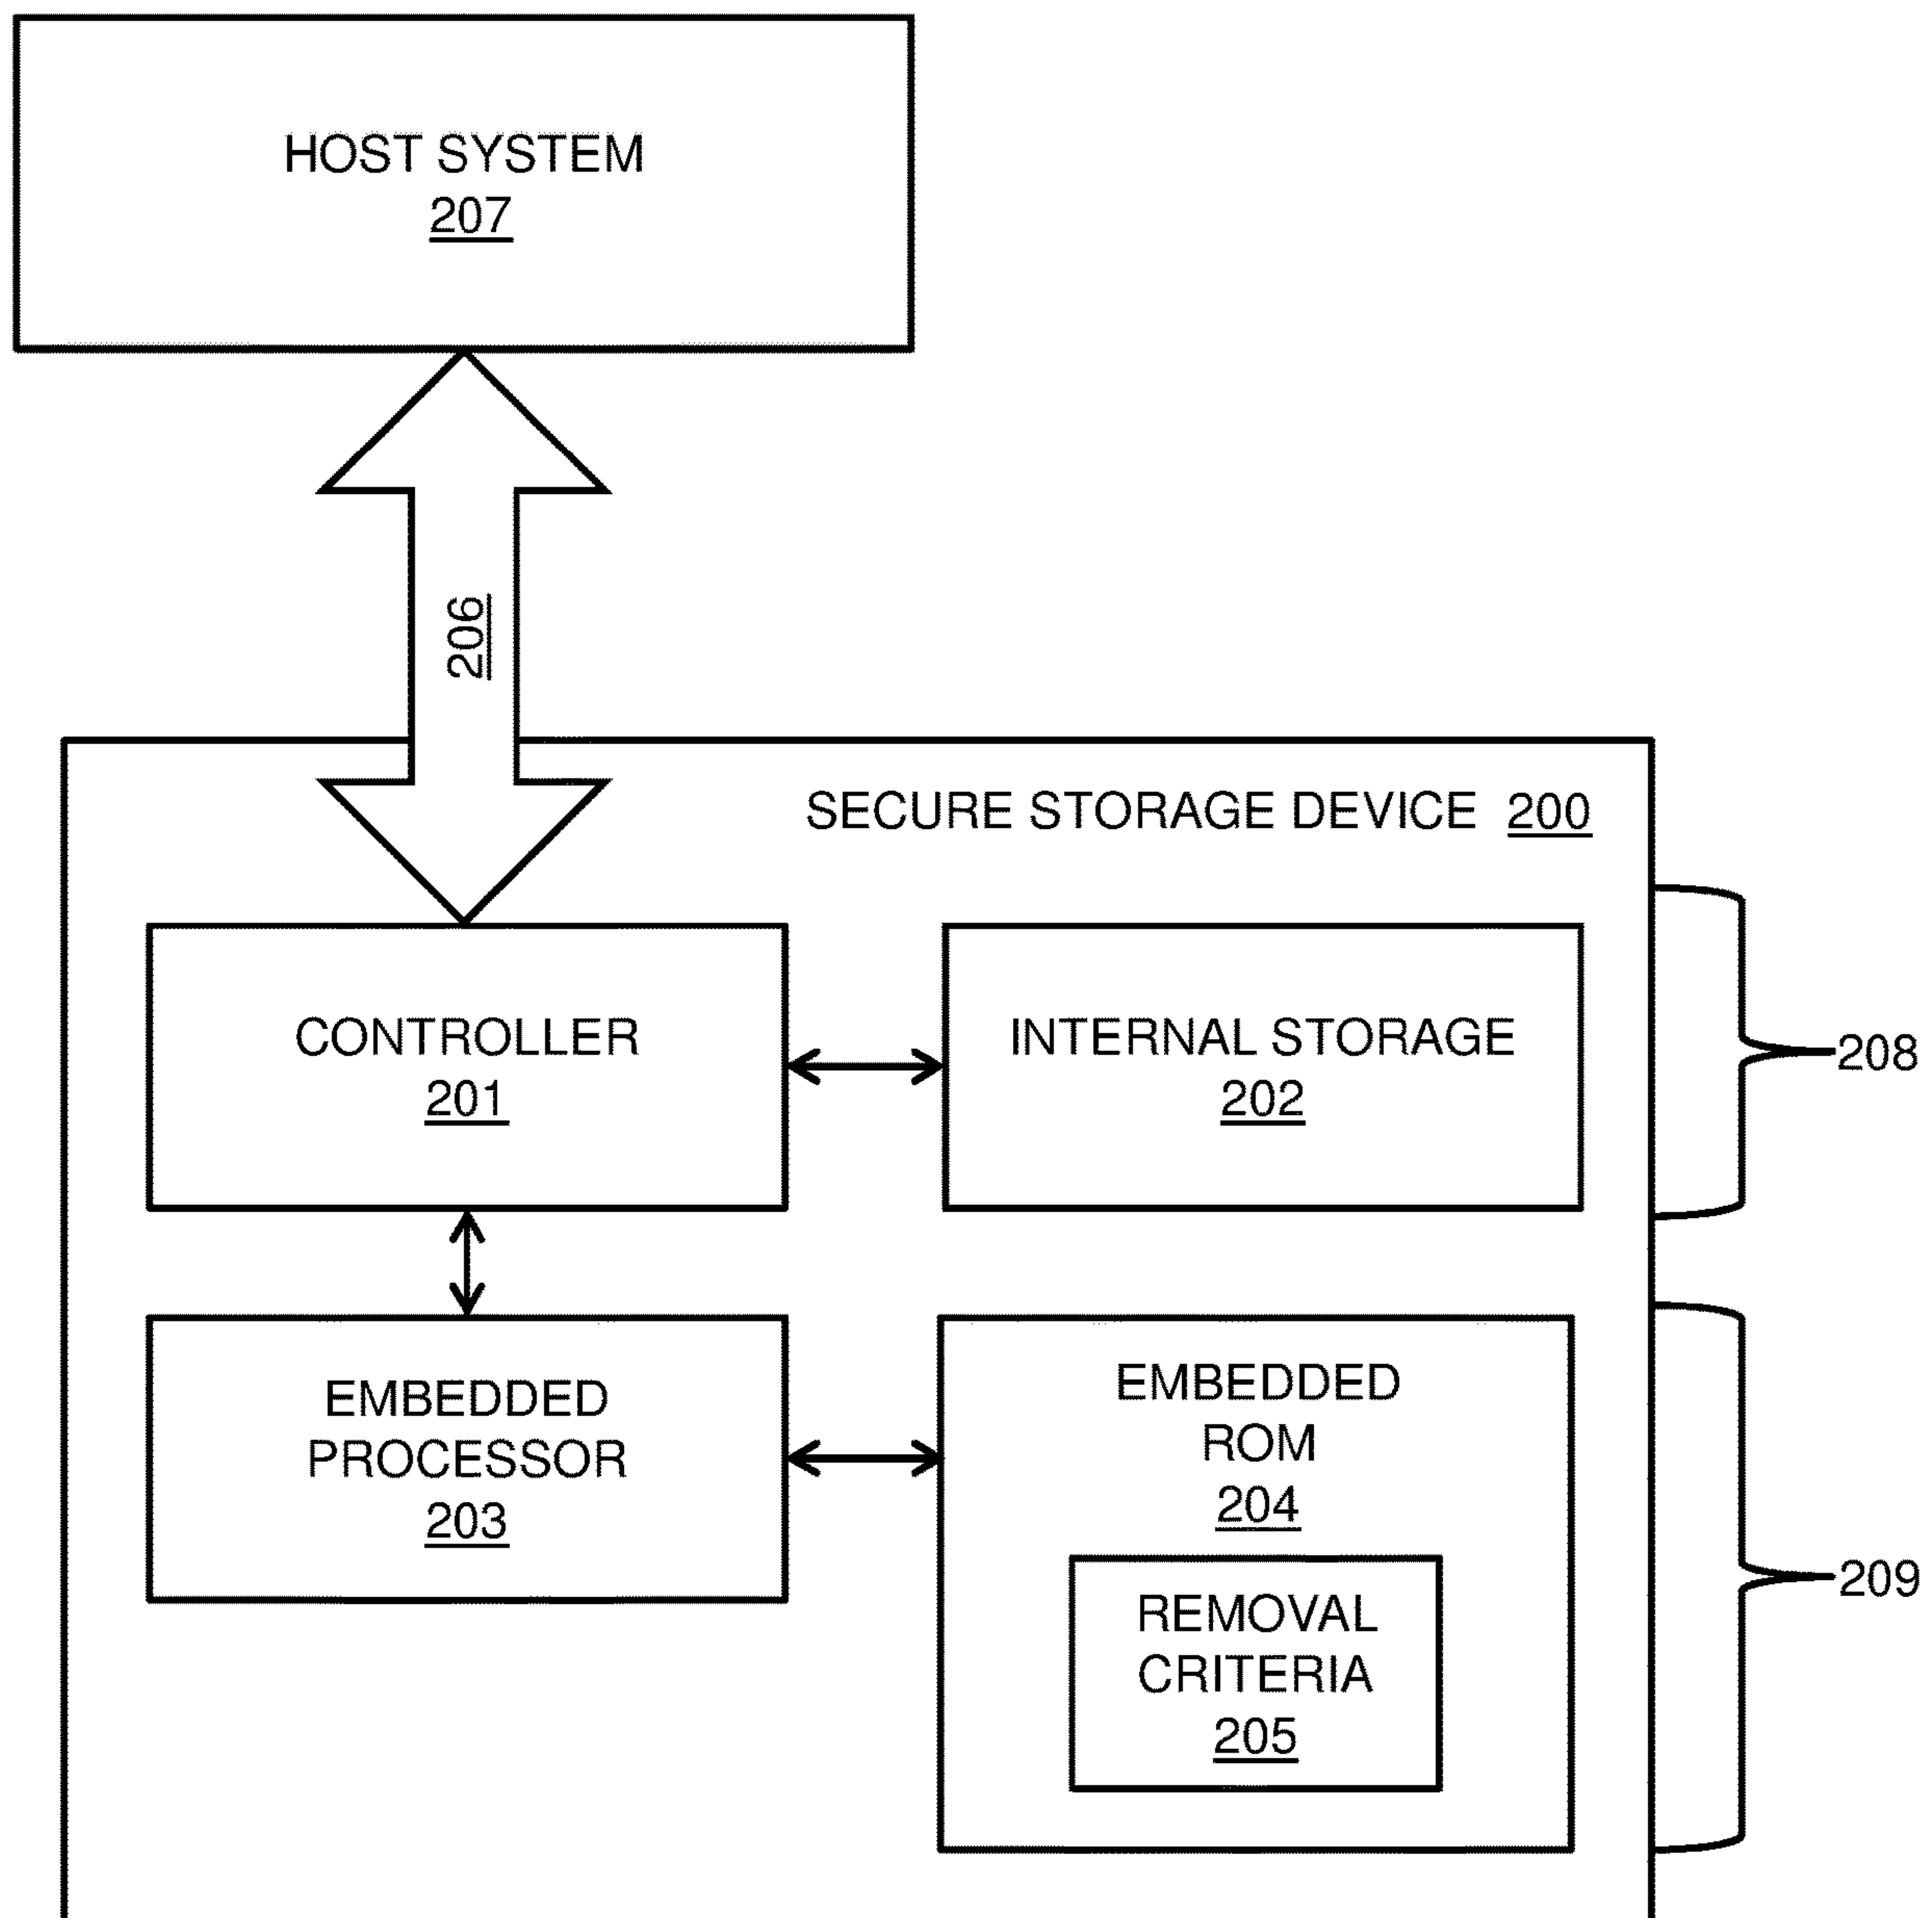 HOST SYSTEM
207
206
SECURE STORAGE DEVICE 200
CONTROLLER
201
INTERNAL STORAGE
202
208
EMBEDDED
PROCESSOR
203
EMBEDDED
ROM
204
REMOVAL
CRITERIA
205
209